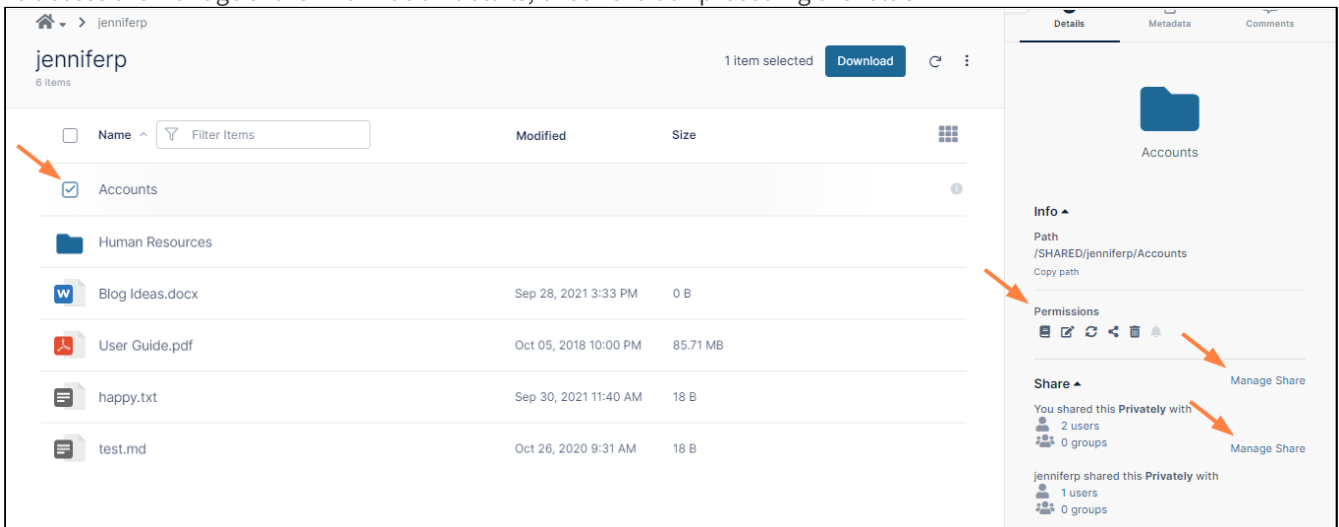 jenniferp
jenniferp
6 items
1 item selected
Download
Name
Filter Items
Modified
Size
Accounts
Human Resources
Blog Ideas.docx
Sep 28, 2021 3:33 PM
0 B
User Guide.pdf
Oct 05, 2018 10:00 PM
85.71 MB
happy.txt
Sep 30, 2021 11:40 AM
18 B
test.md
Oct 26, 2020 9:31 AM
18 B
Details
Metadata
Comments
Accounts
Info
Path
/SHARED/jenniferp/Accounts
Copy path
Permissions
Share
Manage Share
You shared this Privately with
2 users
0 groups
Manage Share
jenniferp shared this Privately with
1 users
0 groups